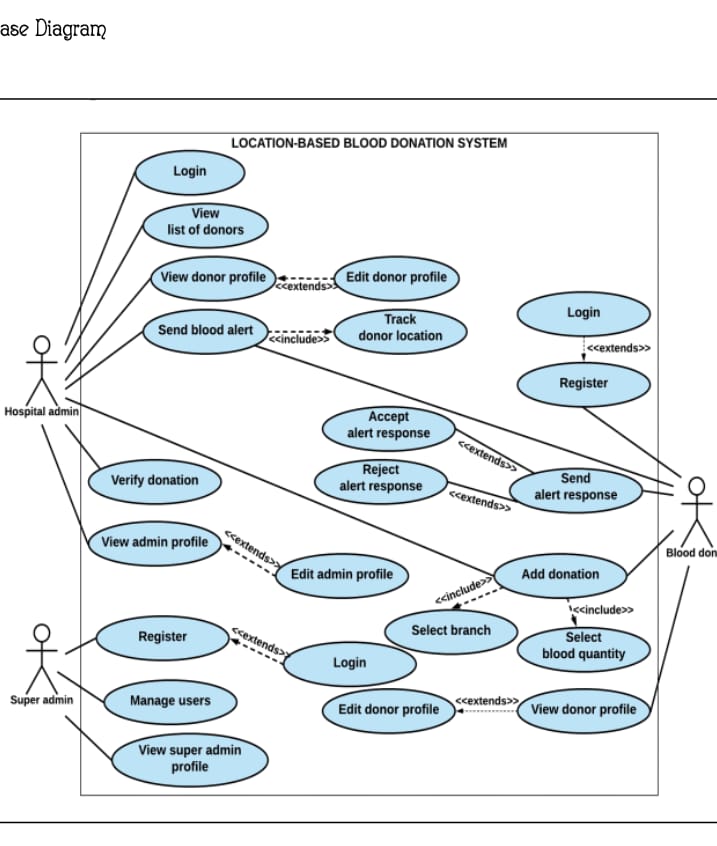 ase Diagram
LOCATION-BASED BLOOD DONATION SYSTEM
Login
View
list of donors
View donor profile
<<extends>>
Edit donor profile
Send blood alert
<<include>>
Track
donor location
Login
<<extends>>
Register
Hospital admin
Accept
alert response
<<extends>>
Reject
alert response
<<extends>>
Send
alert response
Verify donation
View admin profile
<<extends>>
Edit admin profile
Blood don
Add donation
<<include>>
Select branch
<<include>>
Select
blood quantity
Register
<<extends>>
Login
Super admin
Manage users
Edit donor profile
<<extends>>
View donor profile
View super admin
profile